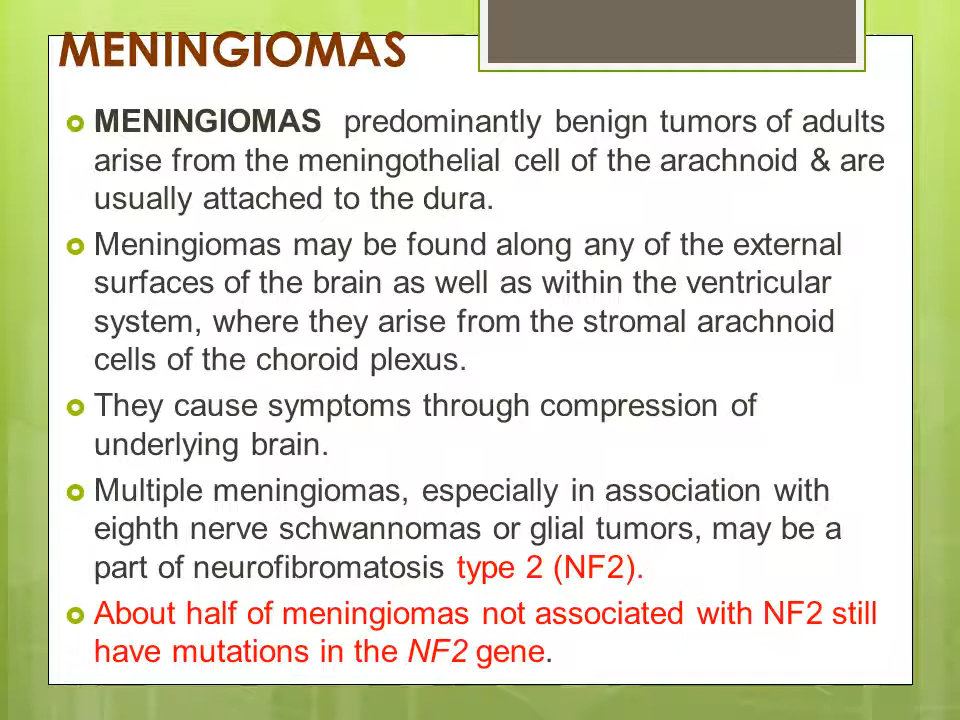 MENINGIOMAS
MENINGIOMAS predominantly benign tumors of adults
arise from the meningothelial cell of the arachnoid & are
usually attached to the dura.
Meningiomas may be found along any of the external
surfaces of the brain as well as within the ventricular
system, where they arise from the stromal arachnoid
cells of the choroid plexus.
They cause symptoms through compression of
underlying brain.
Multiple meningiomas, especially in association with
eighth nerve schwannomas or glial tumors, may be a
part of neurofibromatosis type 2 (NF2).
About half of meningiomas not associated with NF2 still
have mutations in the NF2 gene.